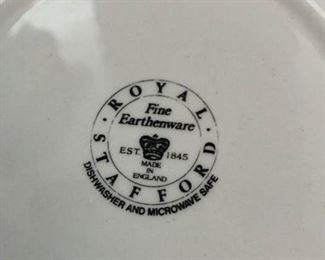 ROYAL · STAFFORD ·
Fine
Earthenware
EST. 1845
MADE
IN
ENGLAND
DISHWASHER AND MICROWAVE SAFE